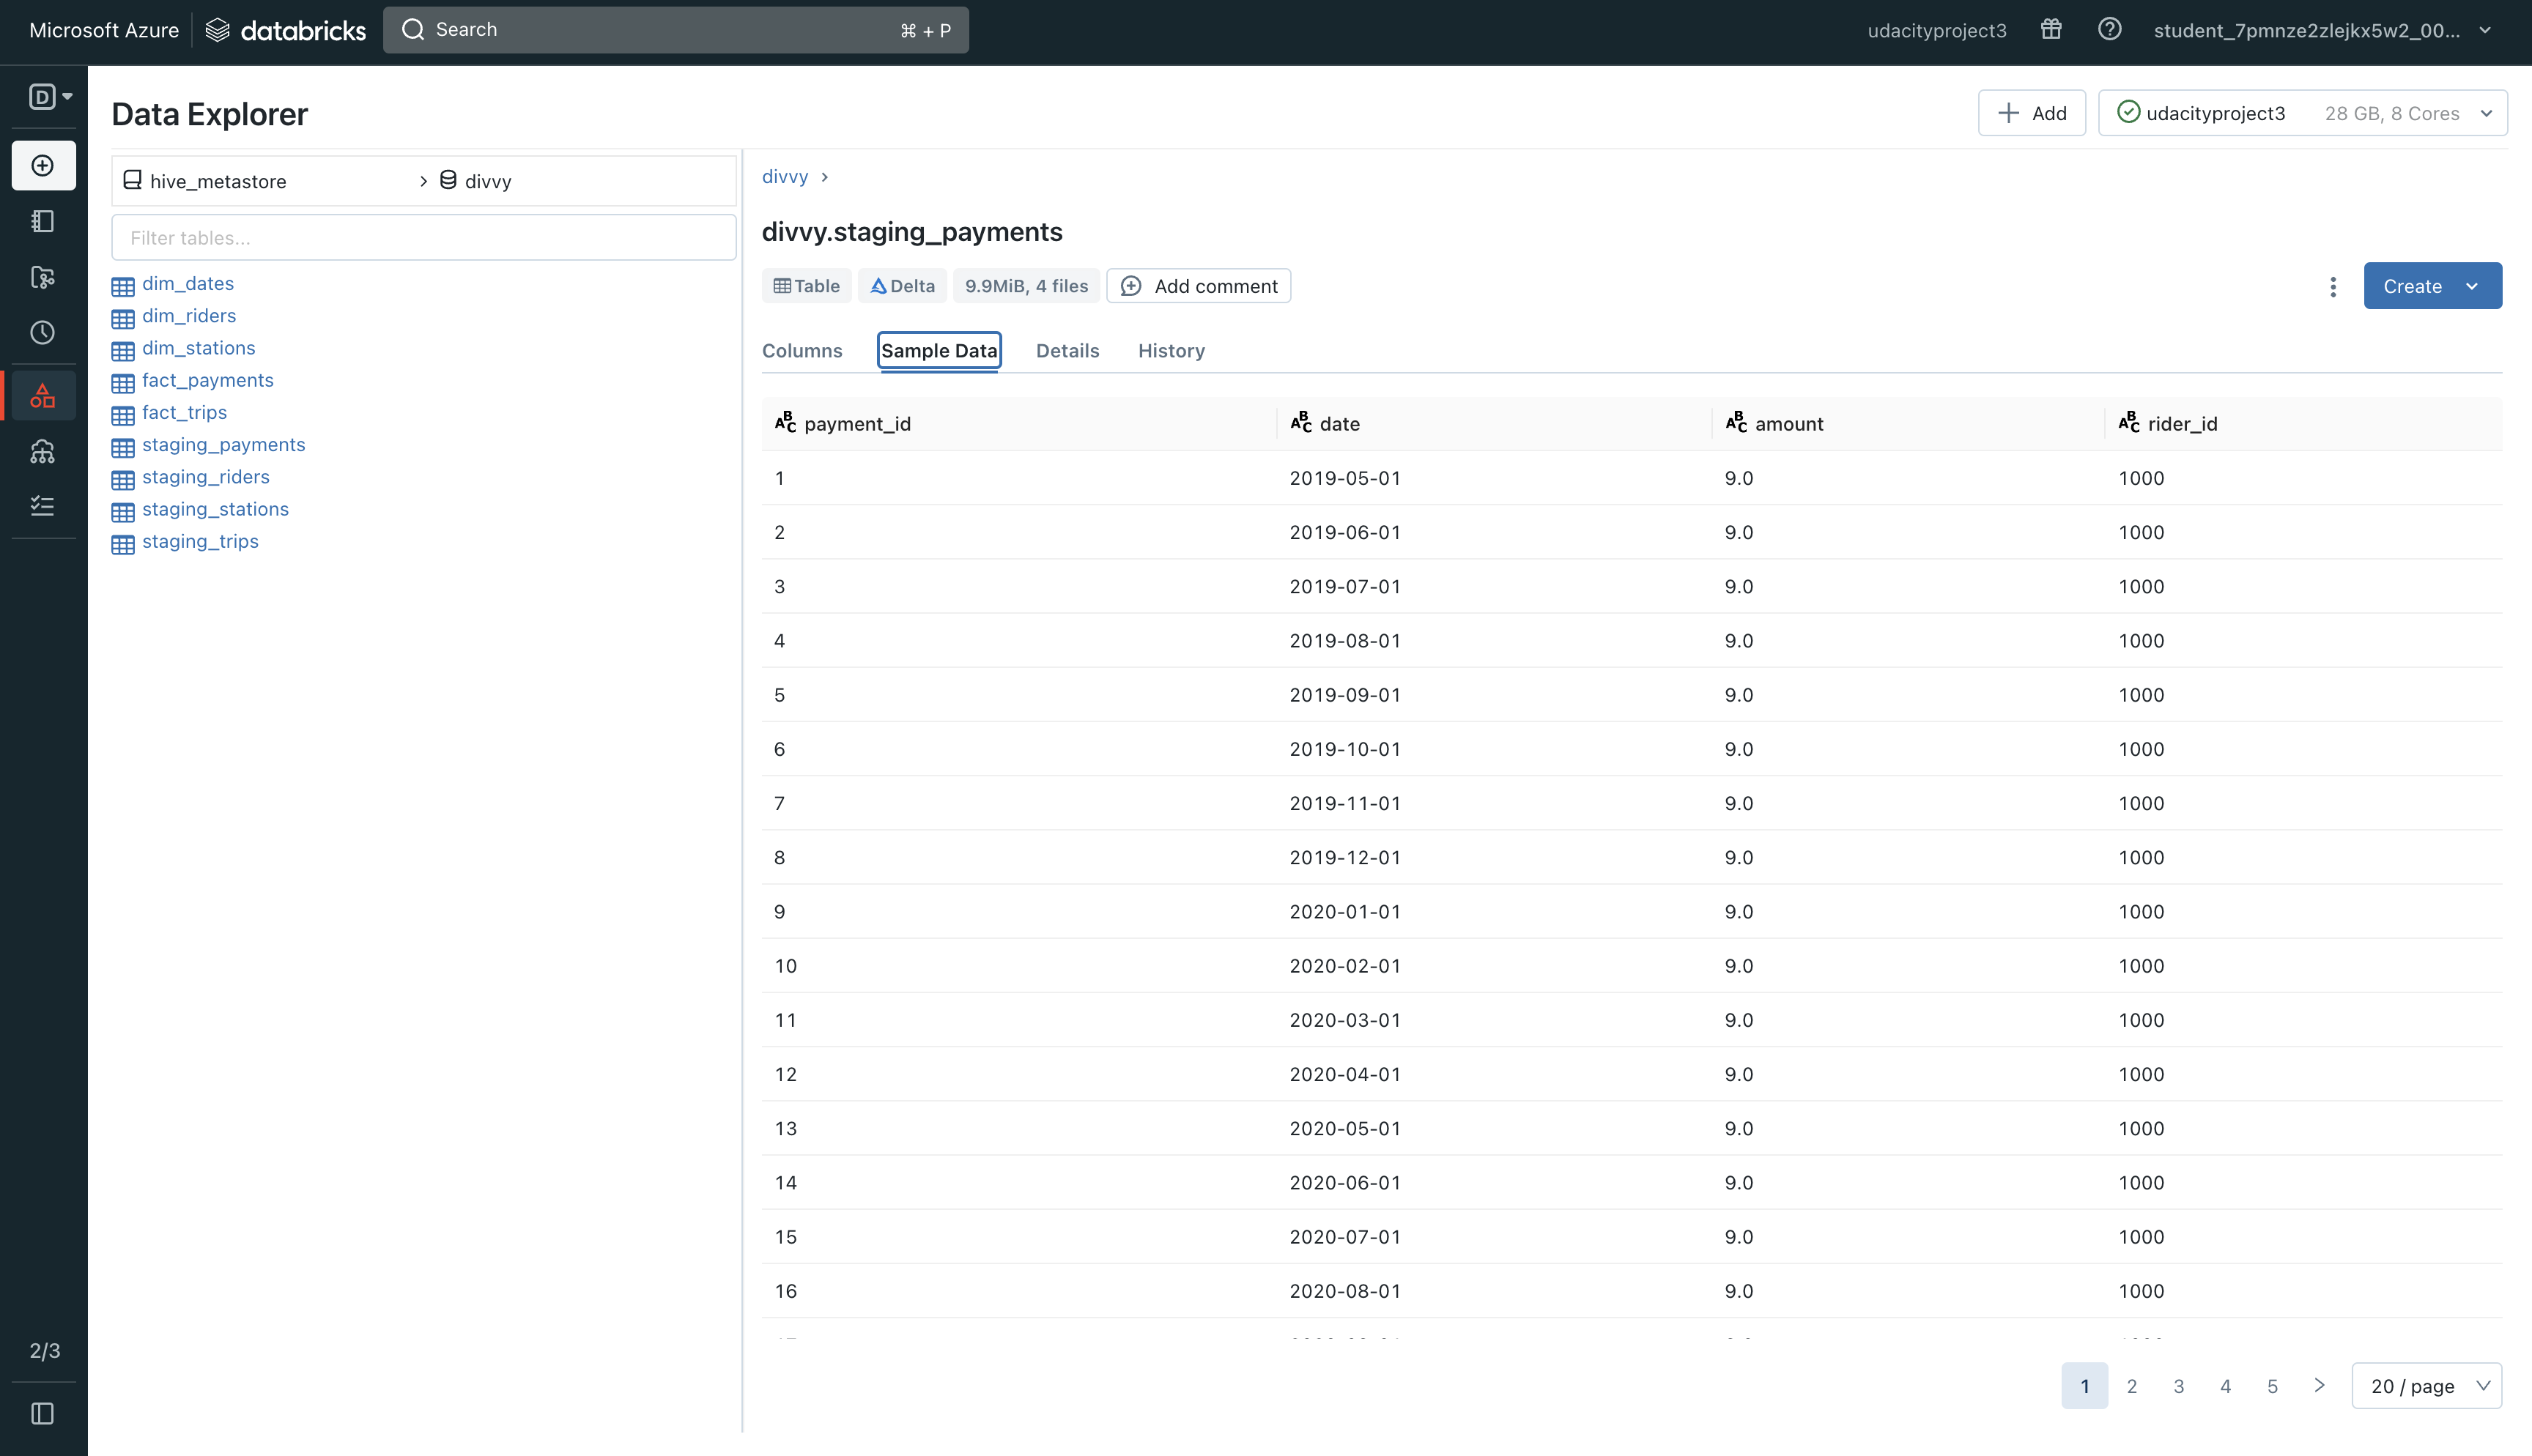 Microsoft Azure databricks Search ⌘ + P udacityproject3 student_7pmnze2zlejkx5w2_00...
D
Data Explorer
Add udacityproject3 28 GB, 8 Cores
hive_metastore > divvy
Filter tables...
dim_dates
dim_riders
dim_stations
fact_payments
fact_trips
staging_payments
staging_riders
staging_stations
staging_trips
2/3
divvy >
divvy.staging_payments
Table Delta 9.9MiB, 4 files Add comment
Create
Columns Sample Data Details History
ABC payment_id ABC date ABC amount ABC rider_id
1 2019-05-01 9.0 1000
2 2019-06-01 9.0 1000
3 2019-07-01 9.0 1000
4 2019-08-01 9.0 1000
5 2019-09-01 9.0 1000
6 2019-10-01 9.0 1000
7 2019-11-01 9.0 1000
8 2019-12-01 9.0 1000
9 2020-01-01 9.0 1000
10 2020-02-01 9.0 1000
11 2020-03-01 9.0 1000
12 2020-04-01 9.0 1000
13 2020-05-01 9.0 1000
14 2020-06-01 9.0 1000
15 2020-07-01 9.0 1000
16 2020-08-01 9.0 1000
1 2 3 4 5 > 20 / page